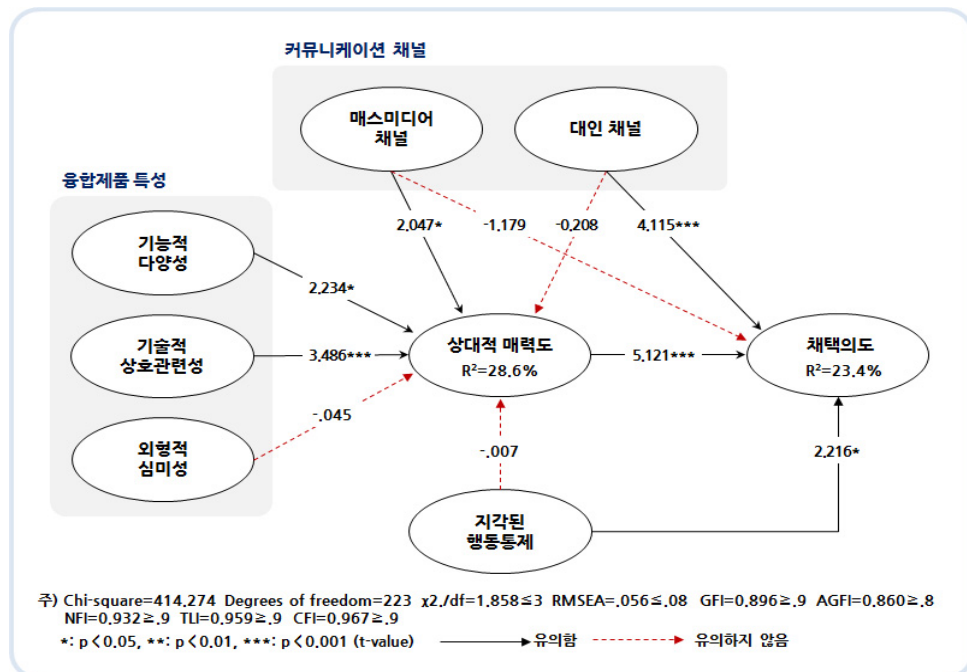 커뮤니케이션 채널
매스미디어
채널
대인 채널
융합제품 특성
기능적
다양성
2.047*
-1.179
-0.208
4.115***
2.234*
기술적
상호관련성
3.486***
상대적 매력도
R²=28.6%
5.121***
채택의도
R²=23.4%
-.045
외형적
심미성
-.007
2.216*
지각된
행동통제
주) Chi-square=414.274 Degrees of freedom=223 χ2./df=1.858≦3 RMSEA=.056≦.08 GFI=0.896≧.9 AGFI=0.860≧.8
NFI=0.932≧.9 TLI=0.959≧.9 CFI=0.967≧.9
*: p<0.05, **: p<0.01, ***: p<0.001 (t-value) 유의함 유의하지 않음